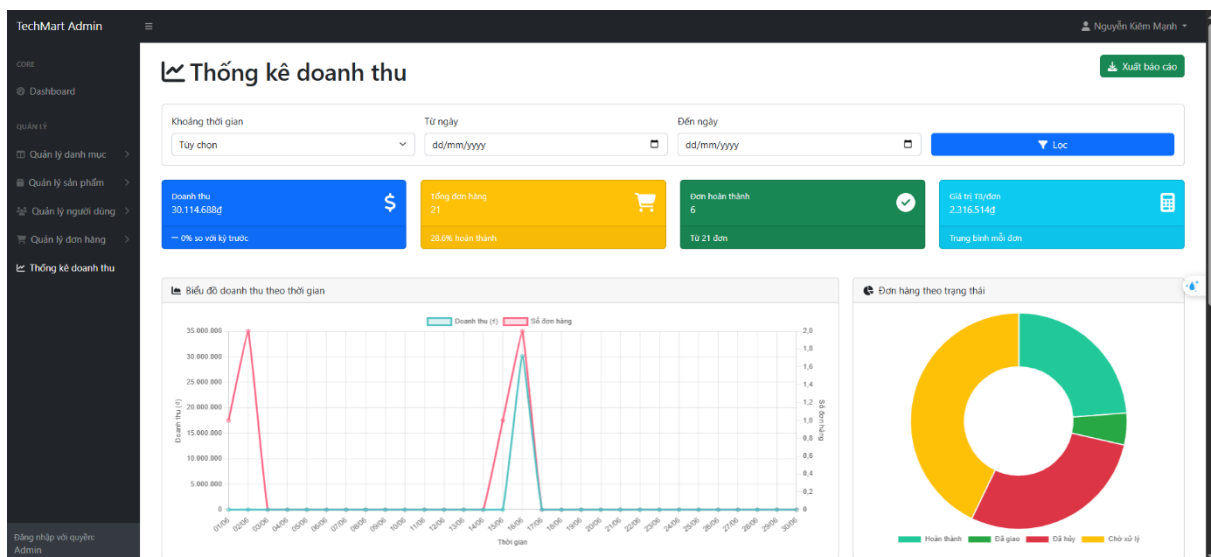 TechMart Admin
Nguyễn Kiêm Mạnh
CORE
Dashboard
QUẢN LÝ
Quản lý danh mục
Quản lý sản phẩm
Quản lý người dùng
Quản lý đơn hàng
Thống kê doanh thu
Đăng nhập với quyền:
Admin
Thống kê doanh thu
Xuất báo cáo
Khoảng thời gian
Từ ngày
Đến ngày
Tùy chọn
dd/mm/yyyy
dd/mm/yyyy
Lọc
Doanh thu
30.114.688₫
0% so với kỳ trước
Tổng đơn hàng
21
28.6% hoàn thành
Đơn hoàn thành
6
Từ 21 đơn
Giá trị TB/đơn
2.316.514₫
Trung bình mỗi đơn
Biểu đồ doanh thu theo thời gian
Doanh thu (₫) Số đơn hàng
Doanh thu (₫)
35.000.000
30.000.000
25.000.000
20.000.000
15.000.000
10.000.000
5.000.000
0
2,0
1,8
1,6
1,4
1,2
1,0
0,8
0,6
0,4
0,2
0
Số đơn hàng
01/06 02/06 03/06 04/06 05/06 06/06 07/06 08/06 09/06 10/06 11/06 12/06 13/06 14/06 15/06 16/06 17/06 18/06 19/06 20/06 21/06 22/06 23/06 24/06 25/06 26/06 27/06 28/06 29/06 30/06
Thời gian
Đơn hàng theo trạng thái
Hoàn thành Đã giao Đã hủy Chờ xử lý